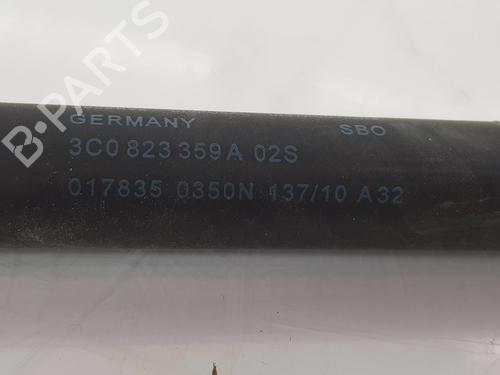 GERMANY SBO
3C0 823 359 A 02S
017835 0350N 137/10 A32
B-PARTS